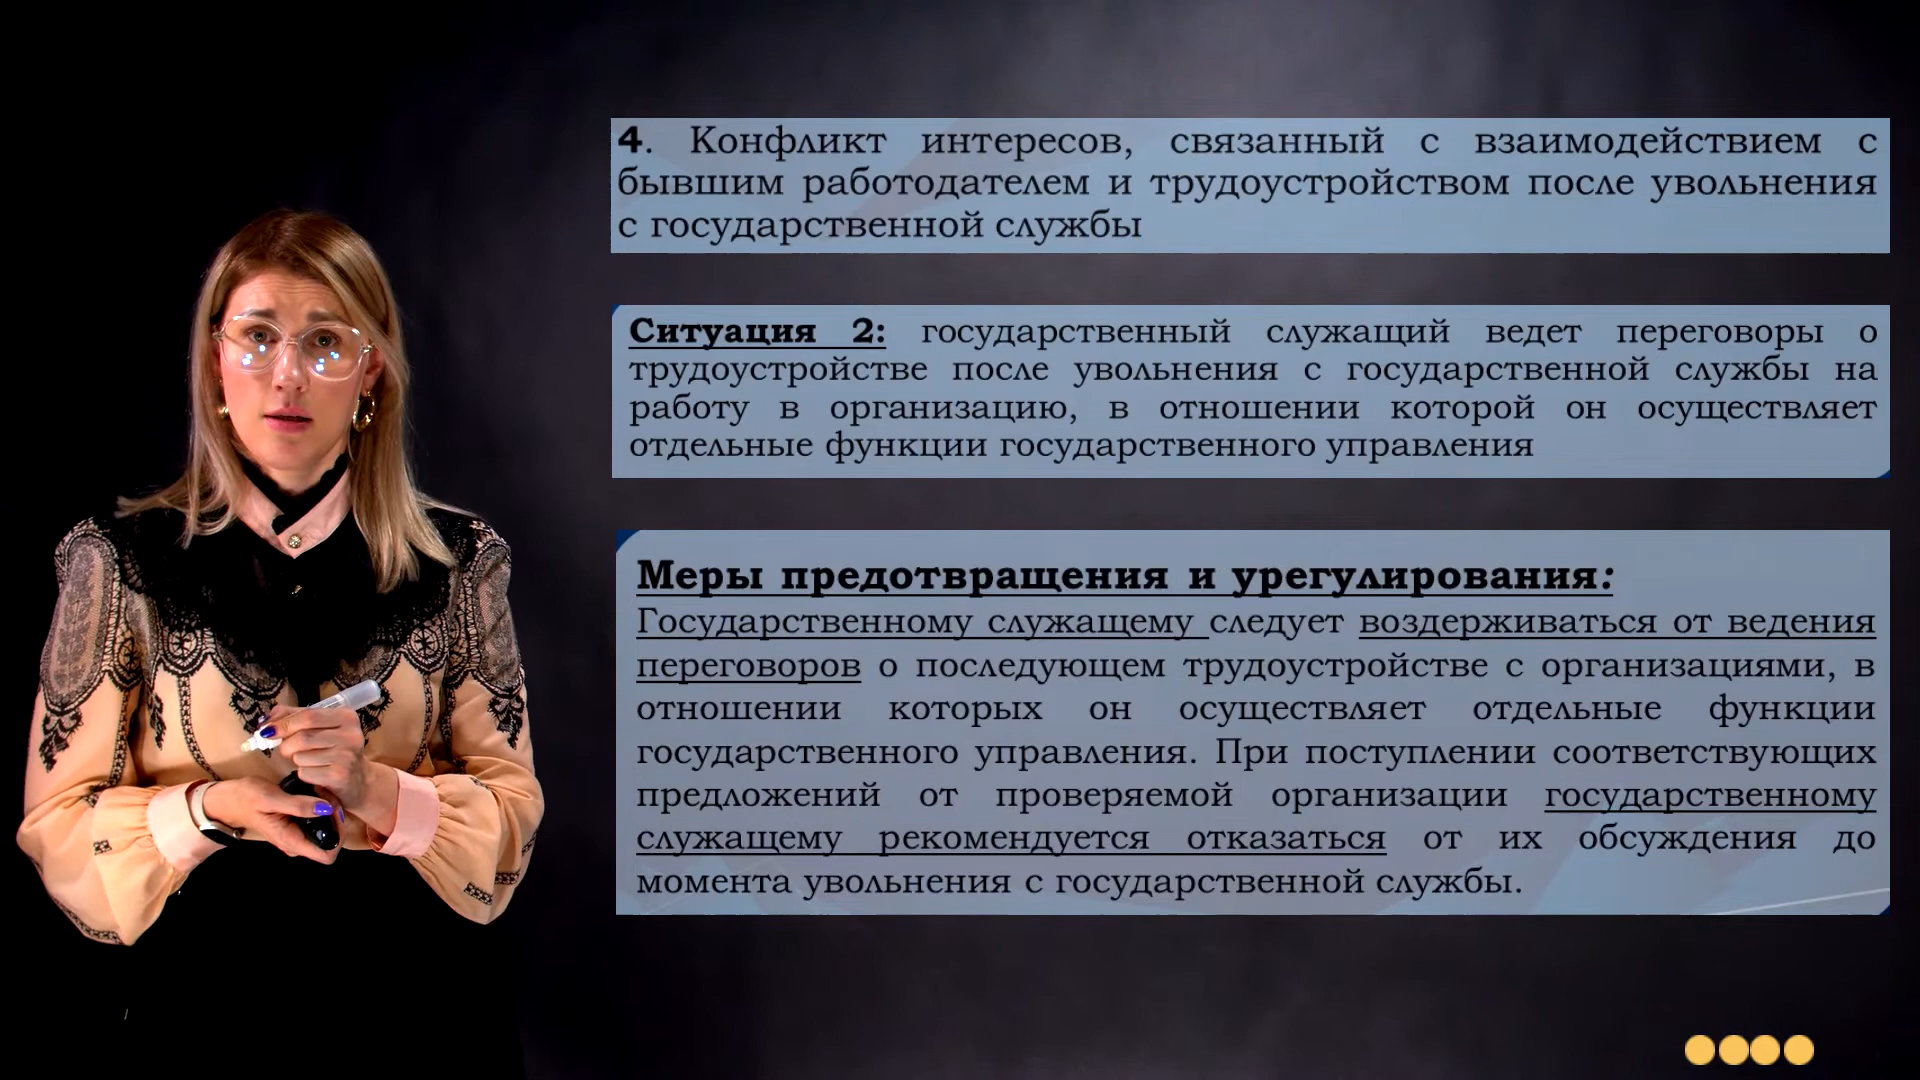 4. Конфликт интересов, связанный с взаимодействием с
бывшим работодателем и трудоустройством после увольнения
с государственной службы
Ситуация 2: государственный служащий ведет переговоры о
трудоустройстве после увольнения с государственной службы на
работу в организацию, в отношении которой он осуществляет
отдельные функции государственного управления
Меры предотвращения и урегулирования:
Государственному служащему следует воздерживаться от ведения
переговоров о последующем трудоустройстве с организациями, в
отношении которых он осуществляет отдельные функции
государственного управления. При поступлении соответствующих
предложений от проверяемой организации государственному
служащему рекомендуется отказаться от их обсуждения до
момента увольнения с государственной службы.
/